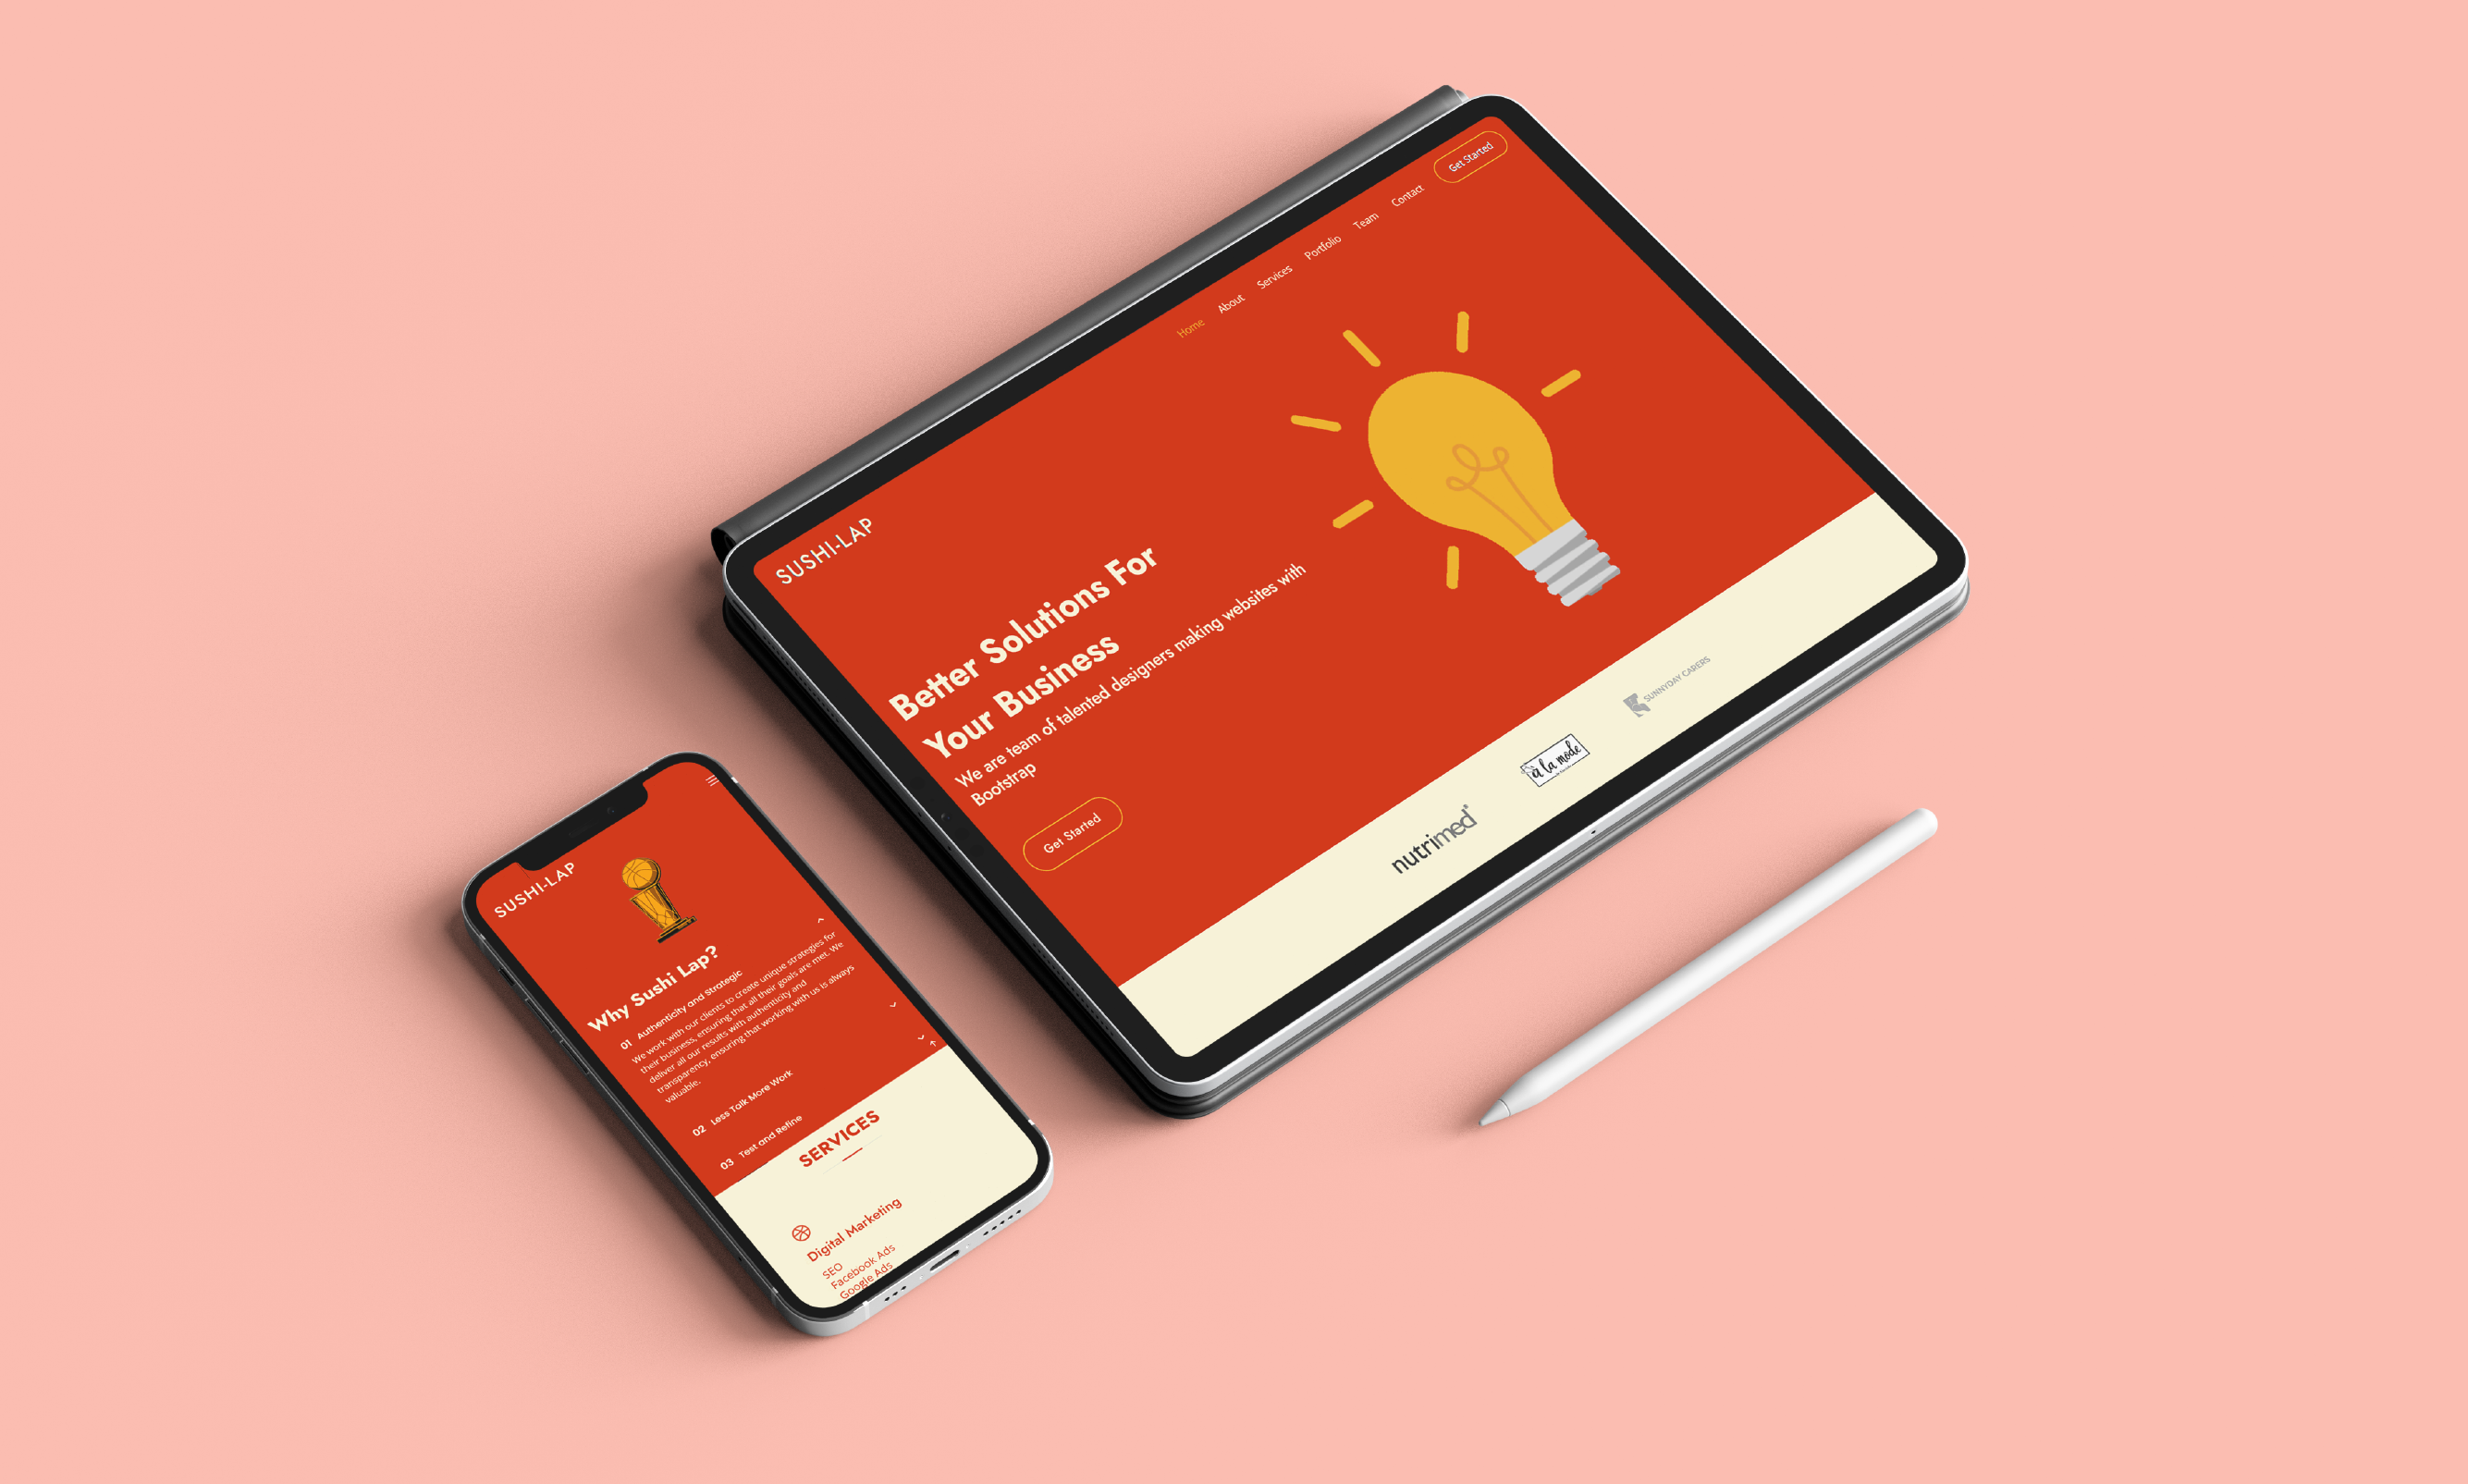 SUSHI-LAP
Home
About
Services
Portfolio
Team
Contact
Get Started
Better Solutions For
Your Business
We are team of talented designers making websites with
Bootstrap
Get Started
nutrimed
à la mode
SUNNYDAY CARERS
SUSHI-LAP
Why Sushi Lap?
01 Authenticity and Strategic
We work with our clients to create unique strategies for
their business, ensuring that all their goals are met. We
deliver all our results with authenticity and
transparency, ensuring that working with us is always
valuable.
02 Less Talk More Work
03 Test and Refine
SERVICES
Digital Marketing
SEO
Facebook Ads
Google Ads